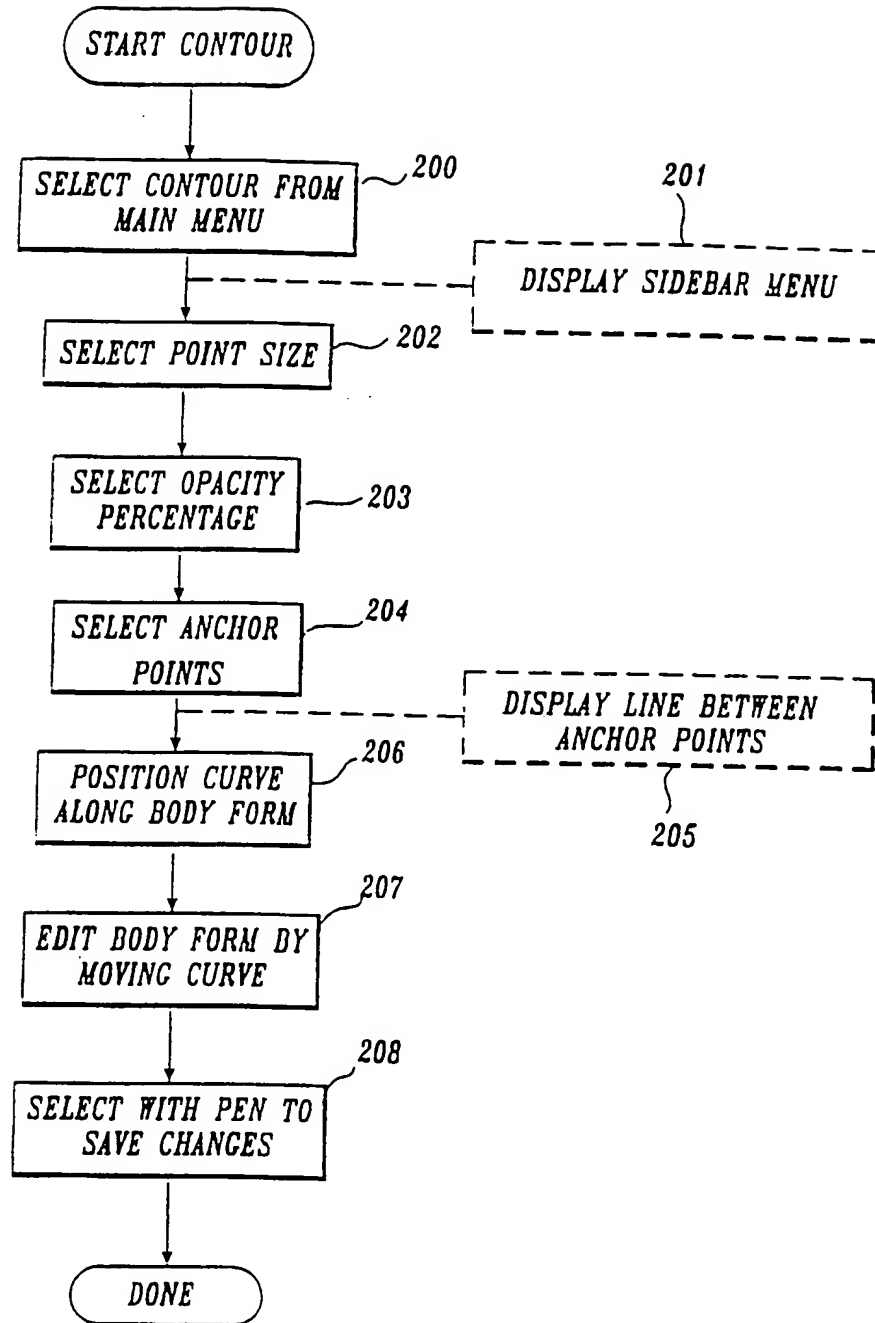 START CONTOUR
200
SELECT CONTOUR FROM
MAIN MENU
201
DISPLAY SIDEBAR MENU
202
SELECT POINT SIZE
SELECT OPACITY
PERCENTAGE
203
204
SELECT ANCHOR
POINTS
DISPLAY LINE BETWEEN
ANCHOR POINTS
205
206
POSITION CURVE
ALONG BODY FORM
207
EDIT BODY FORM BY
MOVING CURVE
208
SELECT WITH PEN TO
SAVE CHANGES
DONE